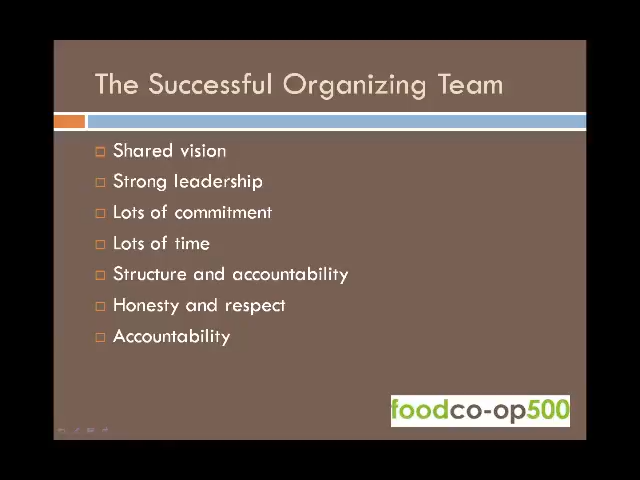 The Successful Organizing Team
Shared vision
Strong leadership
Lots of commitment
Lots of time
Structure and accountability
Honesty and respect
Accountability
foodco-op500